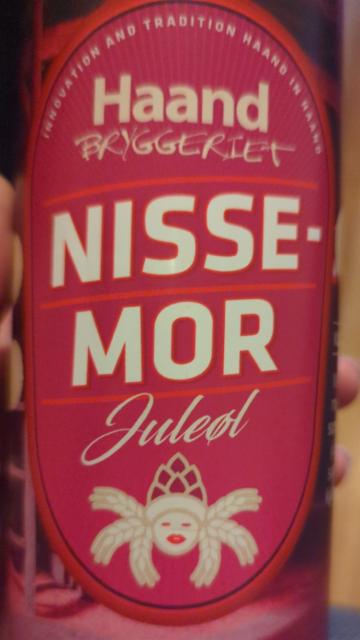 INNOVATION AND TRADITION HAAND IN HAAND
Haand
BRYGGERIET
NISSE-
MOR
Juleøl